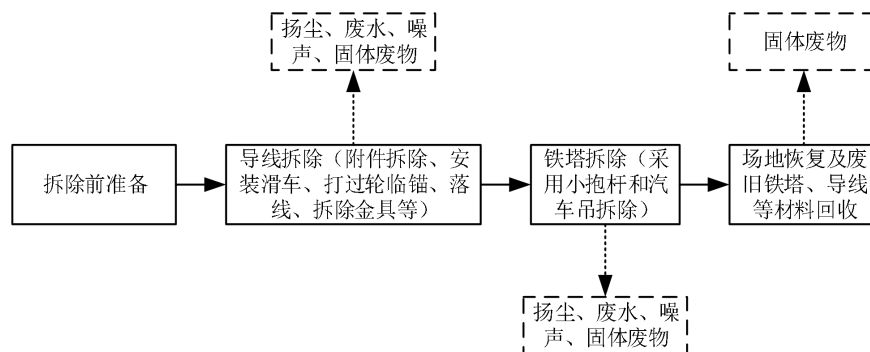 扬尘、废水、噪
声、固体废物
固体废物
拆除前准备
导线拆除（附件拆除、安
装滑车、打过轮临锚、落
线、拆除金具等）
铁塔拆除（采
用小抱杆和汽
车吊拆除）
场地恢复及废
旧铁塔、导线
等材料回收
扬尘、废水、噪
声、固体废物